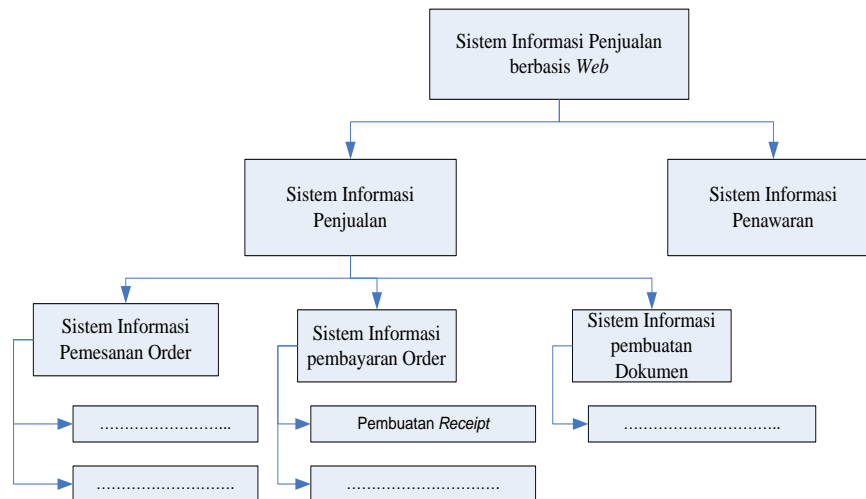 Sistem Informasi Penjualan
berbasis Web
Sistem Informasi
Penjualan
Sistem Informasi
Penawaran
Sistem Informasi
Pemesanan Order
Sistem Informasi
pembayaran Order
Sistem Informasi
pembuatan
Dokumen
……………………...
Pembuatan Receipt
…………………………..
……………………….
………………………….